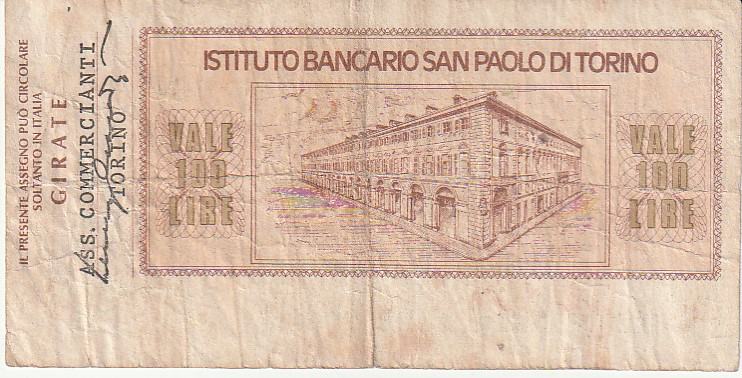 IL PRESENTE ASSEGNO PUÒ CIRCOLARE
SOLTANTO IN ITALIA
GIRATE
ASS. COMMERCIANTI
TORINO
ISTITUTO BANCARIO SAN PAOLO DI TORINO
VALE
100
LIRE
VALE
100
LIRE